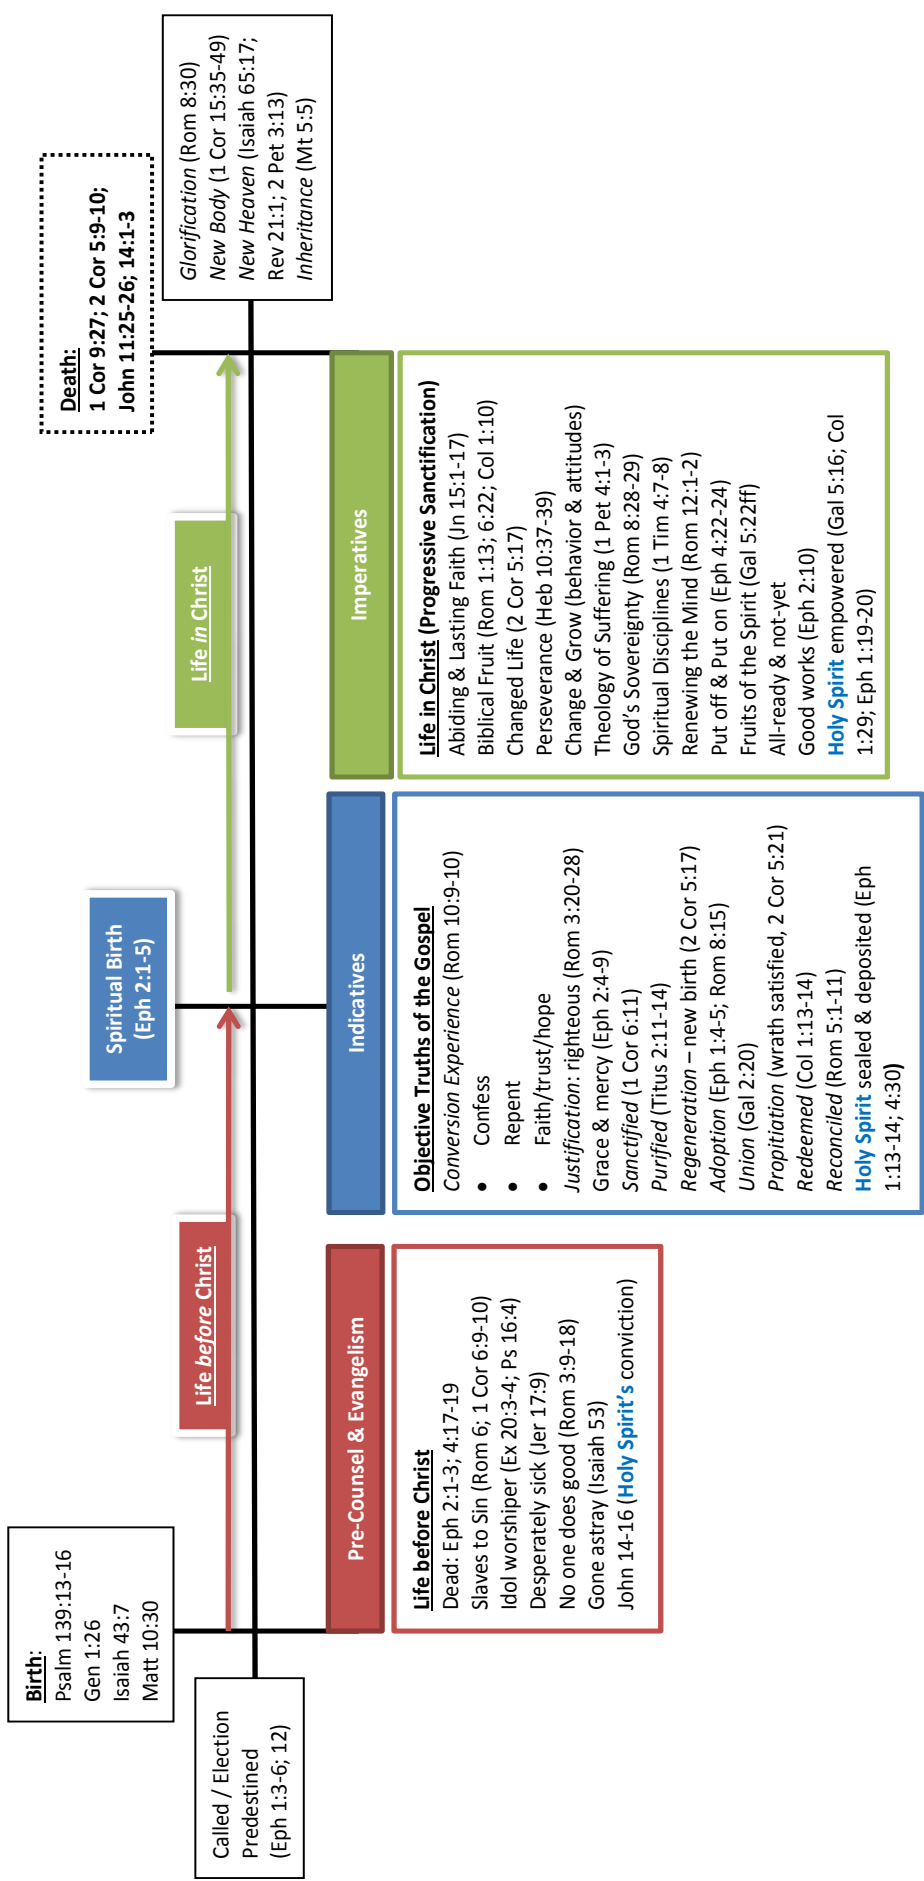 Birth:
Psalm 139:13-16
Gen 1:26
Isaiah 43:7
Matt 10:30
Called / Election
Predestined
(Eph 1:3-6; 12)
Life before Christ
Spiritual Birth
(Eph 2:1-5)
Life in Christ
Death:
1 Cor 9:27; 2 Cor 5:9-10;
John 11:25-26; 14:1-3
Glorification (Rom 8:30)
New Body (1 Cor 15:35-49)
New Heaven (Isaiah 65:17;
Rev 21:1; 2 Pet 3:13)
Inheritance (Mt 5:5)
Pre-Counsel & Evangelism
Life before Christ
Dead: Eph 2:1-3; 4:17-19
Slaves to Sin (Rom 6; 1 Cor 6:9-10)
Idol worshiper (Ex 20:3-4; Ps 16:4)
Desperately sick (Jer 17:9)
No one does good (Rom 3:9-18)
Gone astray (Isaiah 53)
John 14-16 (Holy Spirit's conviction)
Indicatives
Objective Truths of the Gospel
Conversion Experience (Rom 10:9-10)
• Confess
• Repent
• Faith/trust/hope
Justification: righteous (Rom 3:20-28)
Grace & mercy (Eph 2:4-9)
Sanctified (1 Cor 6:11)
Purified (Titus 2:11-14)
Regeneration – new birth (2 Cor 5:17)
Adoption (Eph 1:4-5; Rom 8:15)
Union (Gal 2:20)
Propitiation (wrath satisfied, 2 Cor 5:21)
Redeemed (Col 1:13-14)
Reconciled (Rom 5:1-11)
Holy Spirit sealed & deposited (Eph
1:13-14; 4:30)
Imperatives
Life in Christ (Progressive Sanctification)
Abiding & Lasting Faith (Jn 15:1-17)
Biblical Fruit (Rom 1:13; 6:22; Col 1:10)
Changed Life (2 Cor 5:17)
Perseverance (Heb 10:37-39)
Change & Grow (behavior & attitudes)
Theology of Suffering (1 Pet 4:1-3)
God's Sovereignty (Rom 8:28-29)
Spiritual Disciplines (1 Tim 4:7-8)
Renewing the Mind (Rom 12:1-2)
Put off & Put on (Eph 4:22-24)
Fruits of the Spirit (Gal 5:22ff)
All-ready & not-yet
Good works (Eph 2:10)
Holy Spirit empowered (Gal 5:16; Col
1:29; Eph 1:19-20)